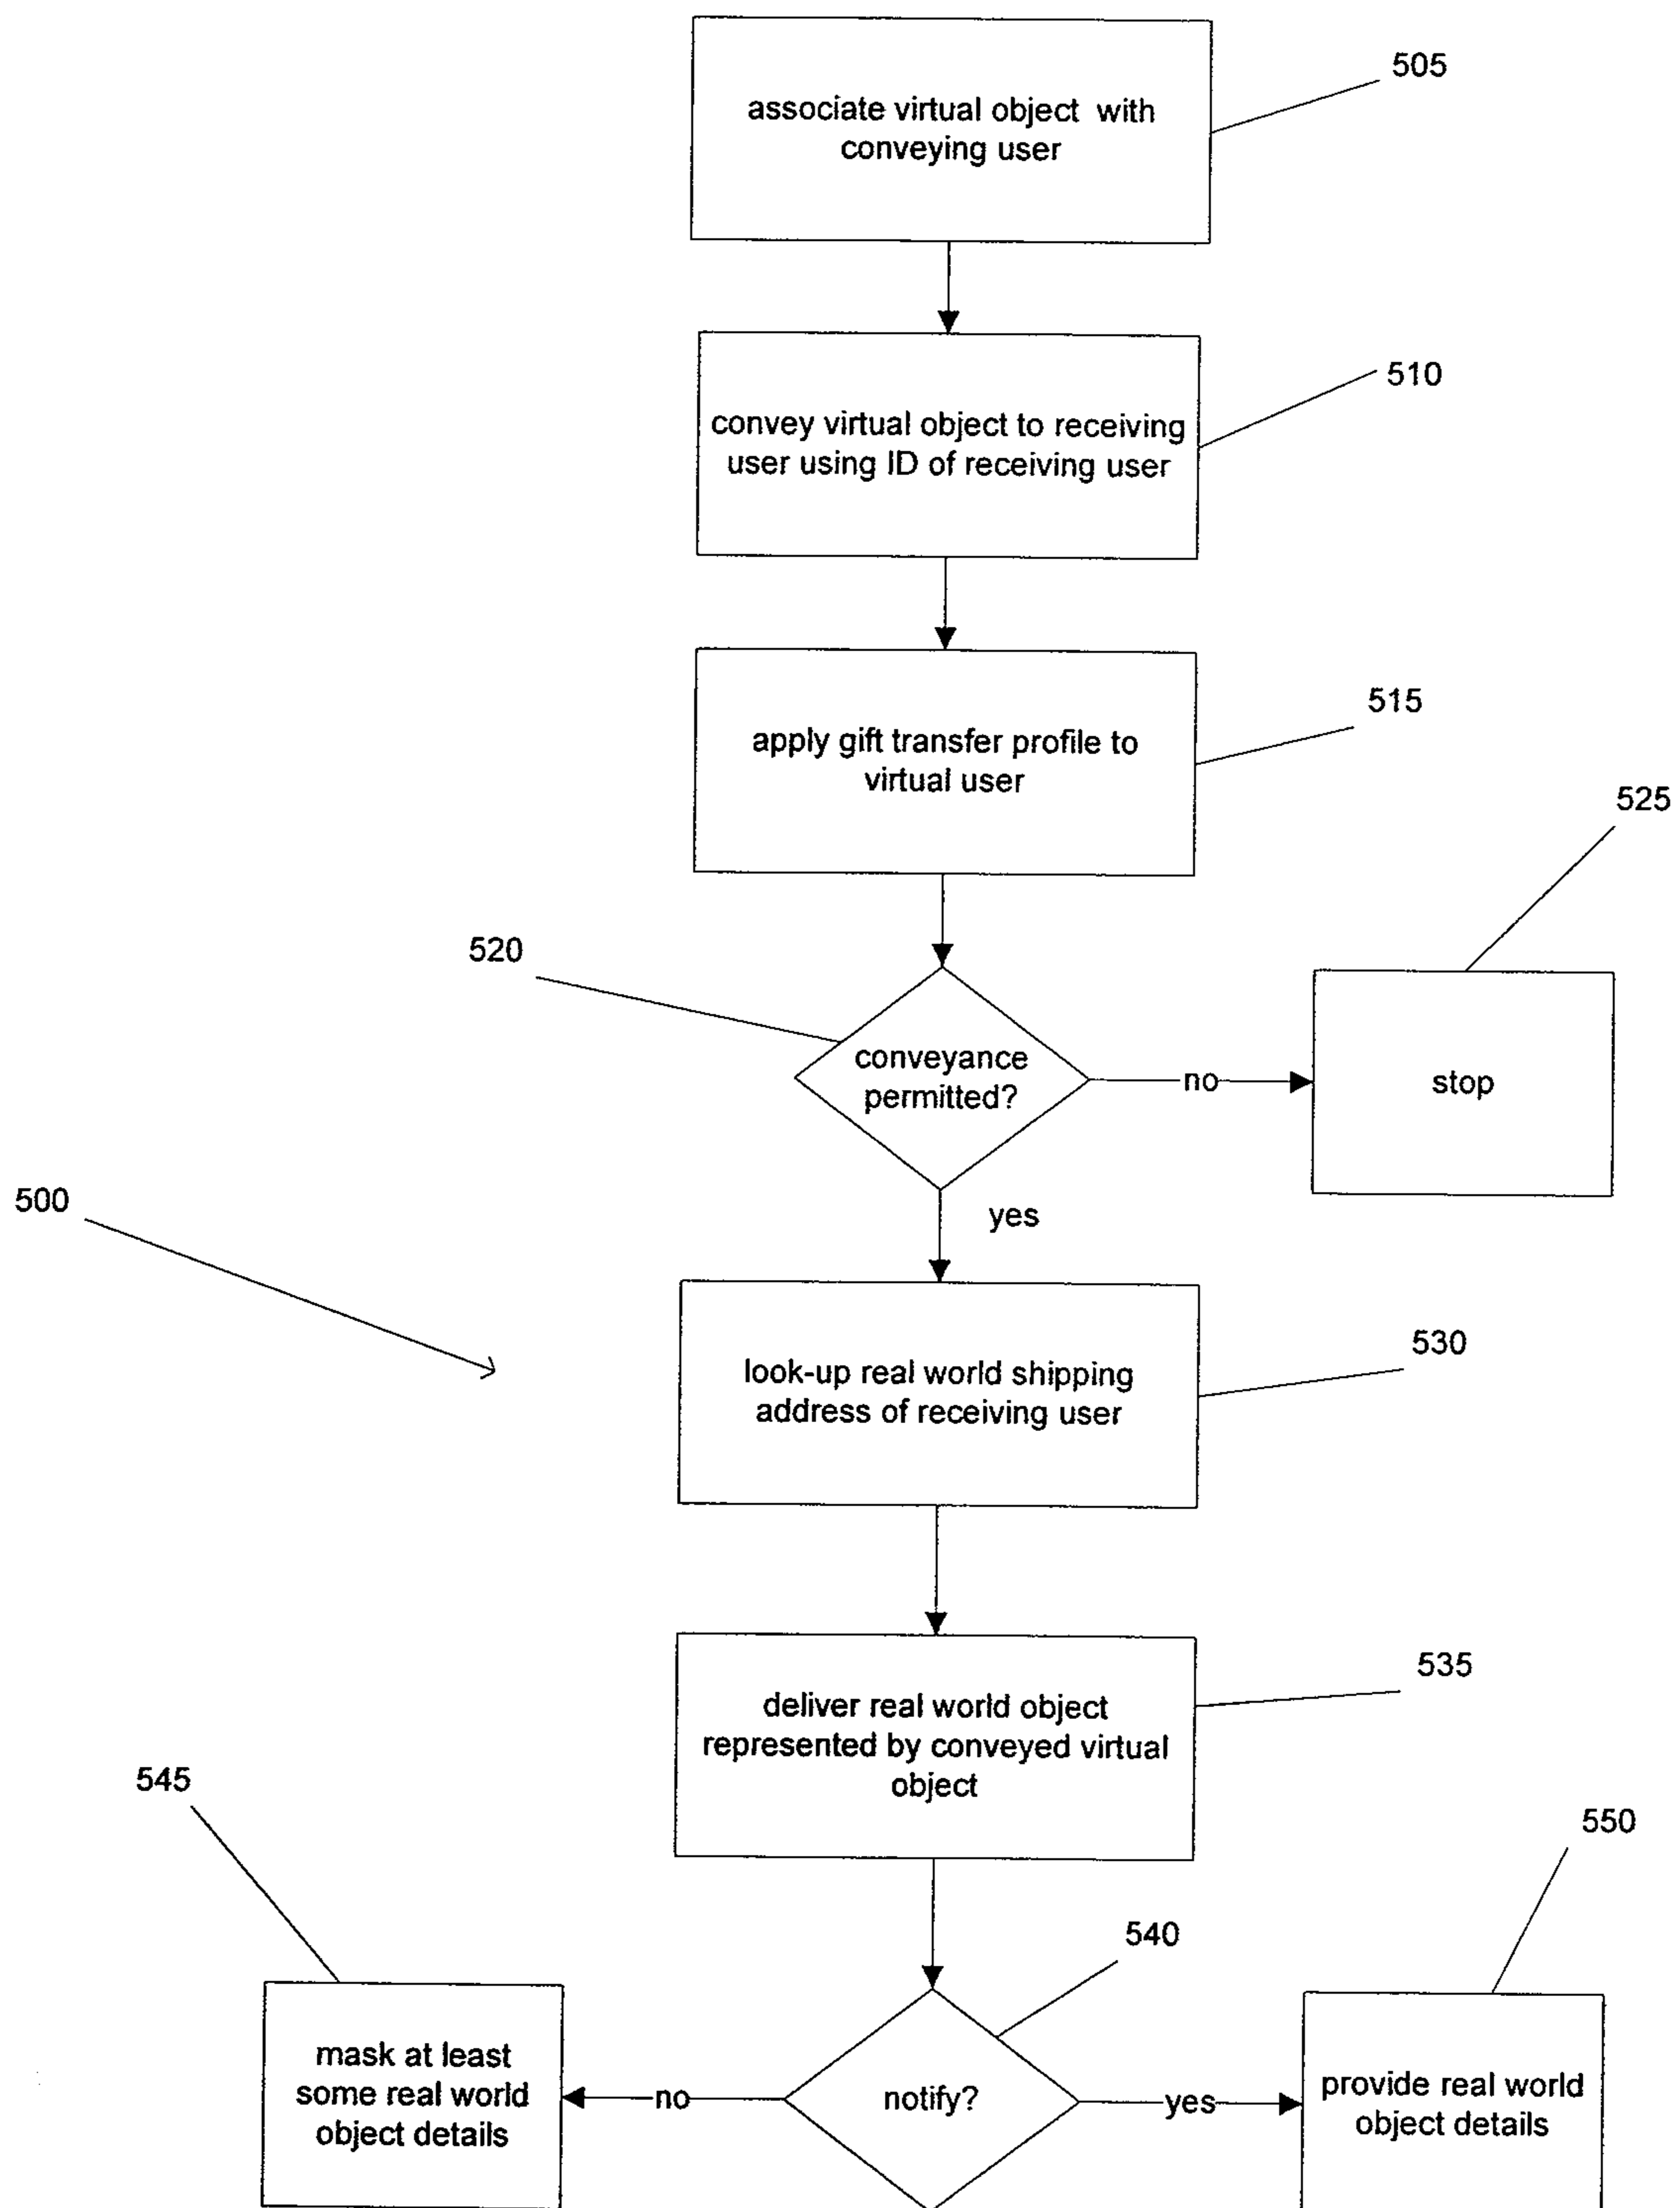 505
associate virtual object with
conveying user
510
convey virtual object to receiving
user using ID of receiving user
515
apply gift transfer profile to
virtual user
525
520
conveyance
permitted?
no
stop
500
yes
530
look-up real world shipping
address of receiving user
535
deliver real world object
represented by conveyed virtual
object
545
550
540
mask at least
some real world
object details
no
notify?
yes
provide real world
object details